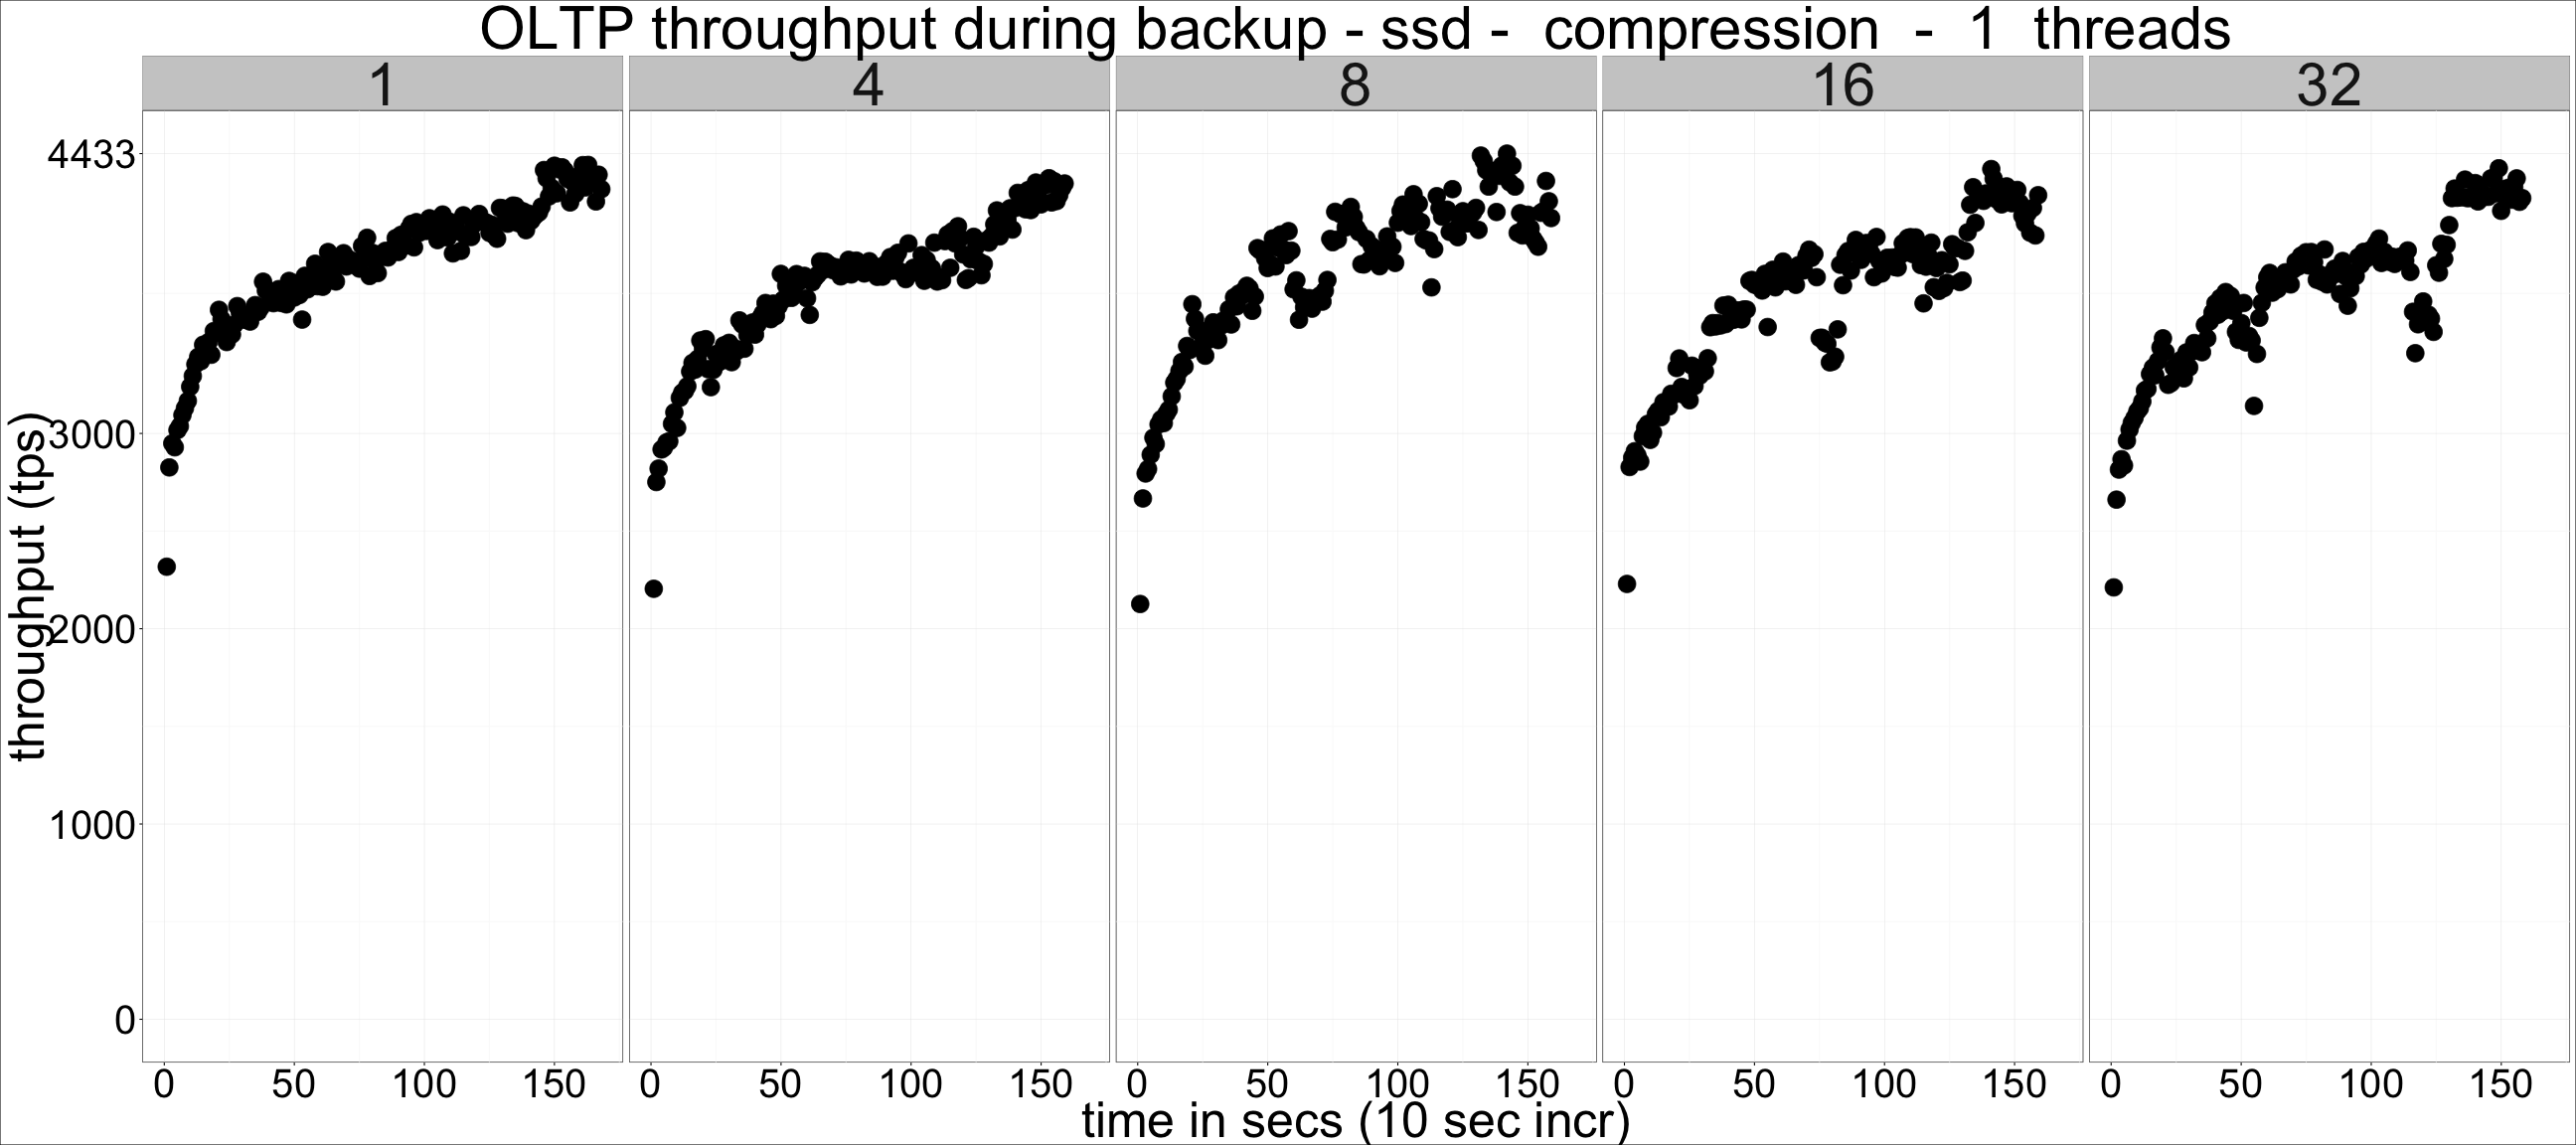 OLTP throughput during backup - ssd -  compression  -  1  threads
1 4 8 16 32
throughput (tps)
4433
3000
2000
1000
0
0 50 100 150 0 50 100 150 0 50 100 150 0 50 100 150 0 50 100 150
time in secs (10 sec incr)